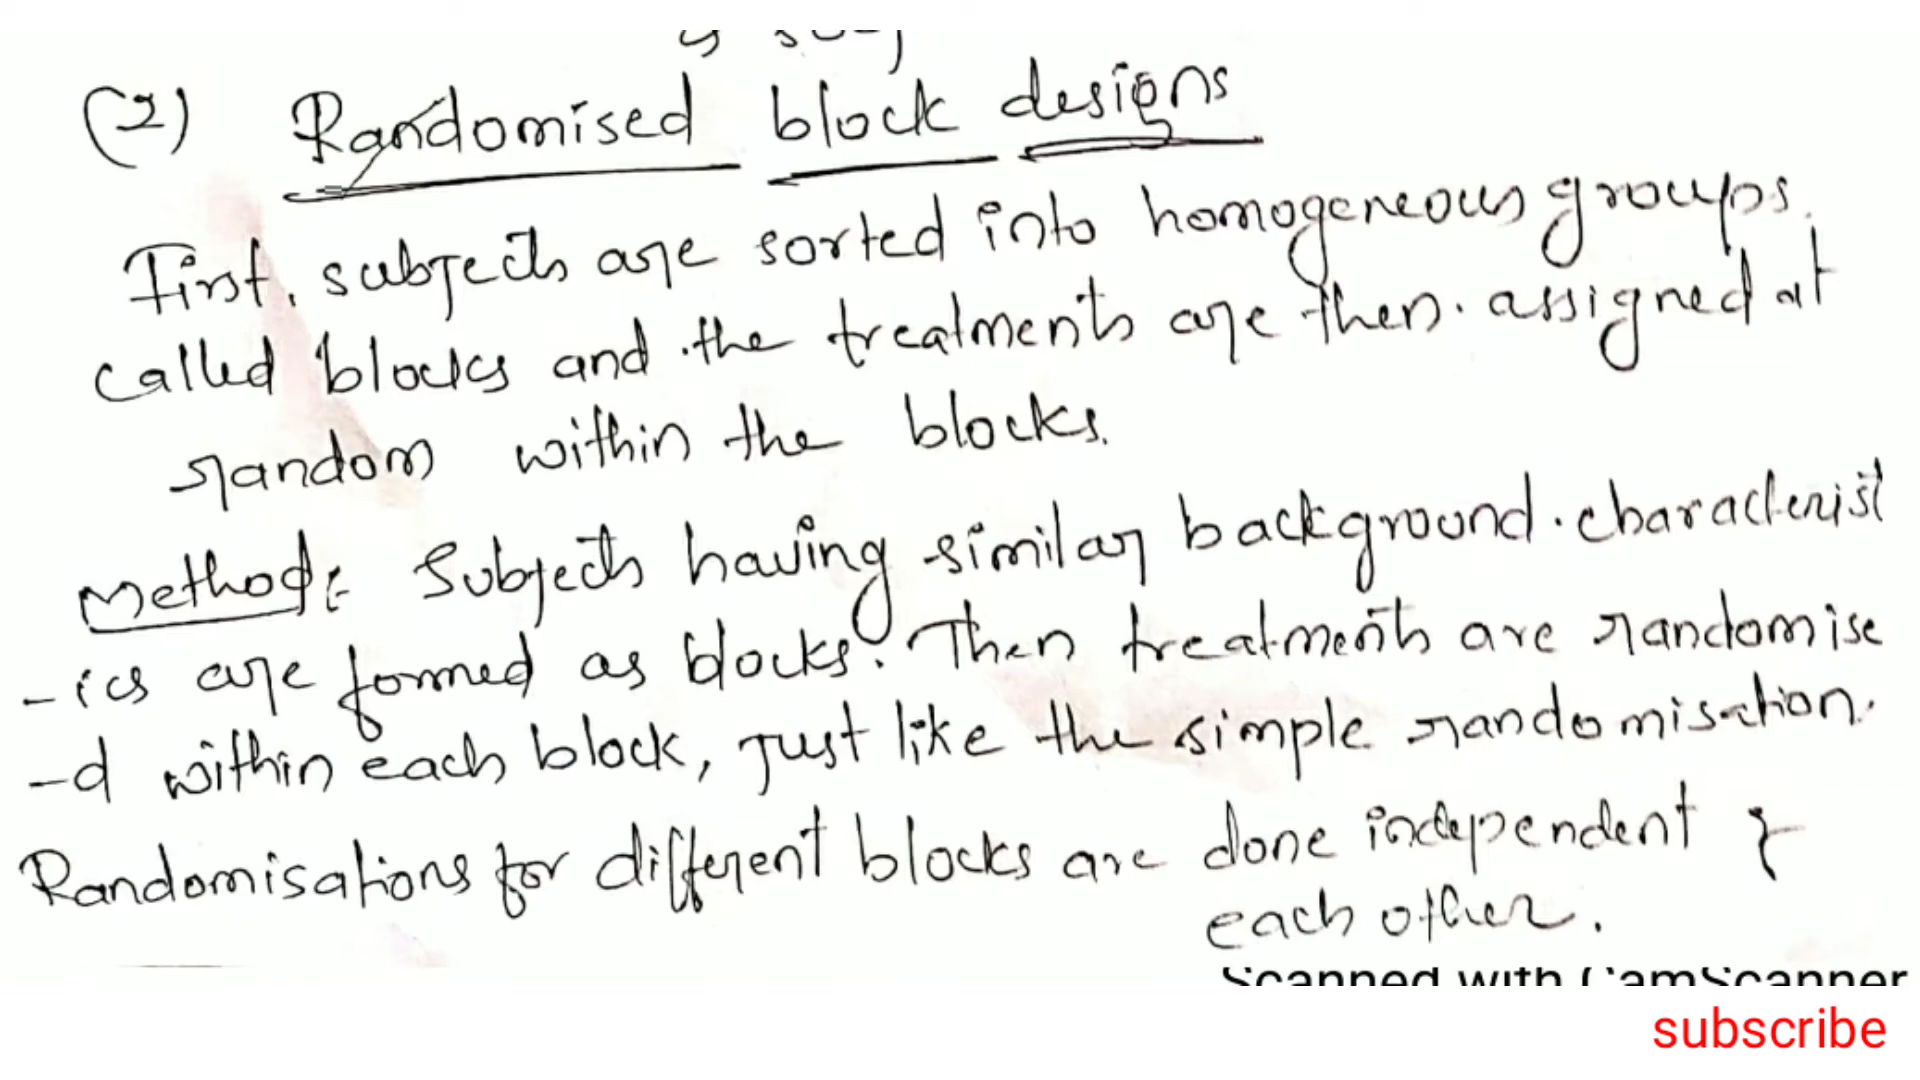 (2) Randomised block designs
First, subjects are sorted into homogeneous groups.
called blocks and the treatments are then assigned at
random within the blocks.
Method: Subjects having similar background characterist
-ics are formed as blocks. Then treatments are randomise
-d within each block, just like the simple randomisation.
Randomisations for different blocks are done independent
each other.
Scanned with CamScanner
subscribe